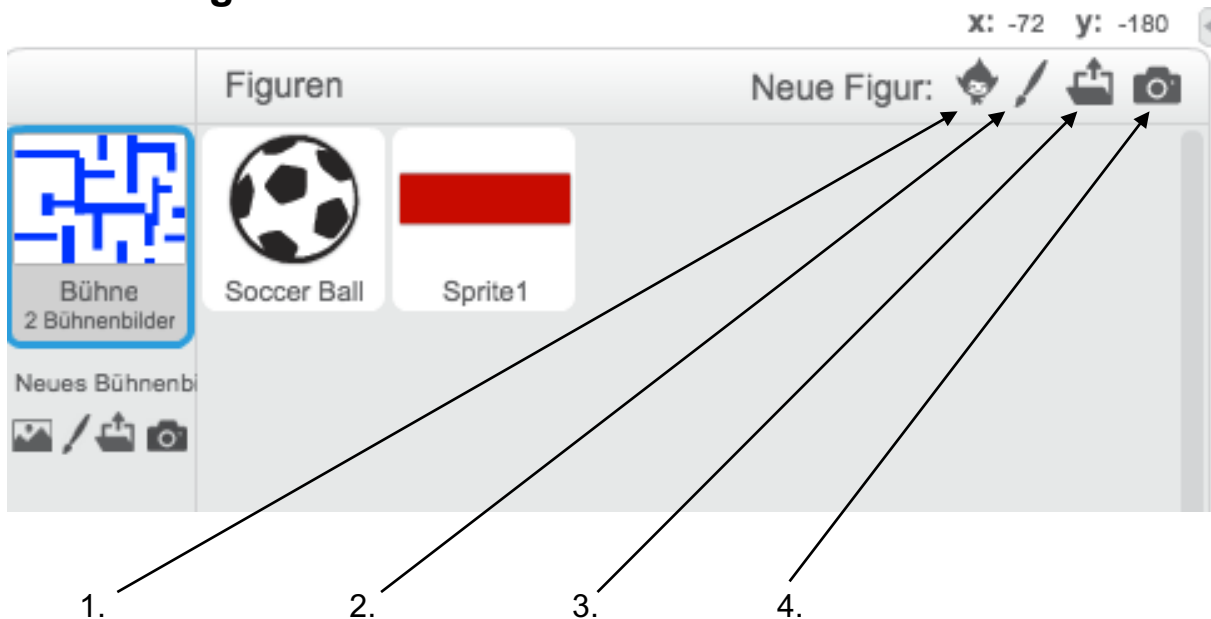 x: -72 y: -180
Figuren
Neue Figur:
Bühne
2 Bühnenbilder
Soccer Ball
Sprite1
Neues Bühnenbi
1.
2.
3.
4.